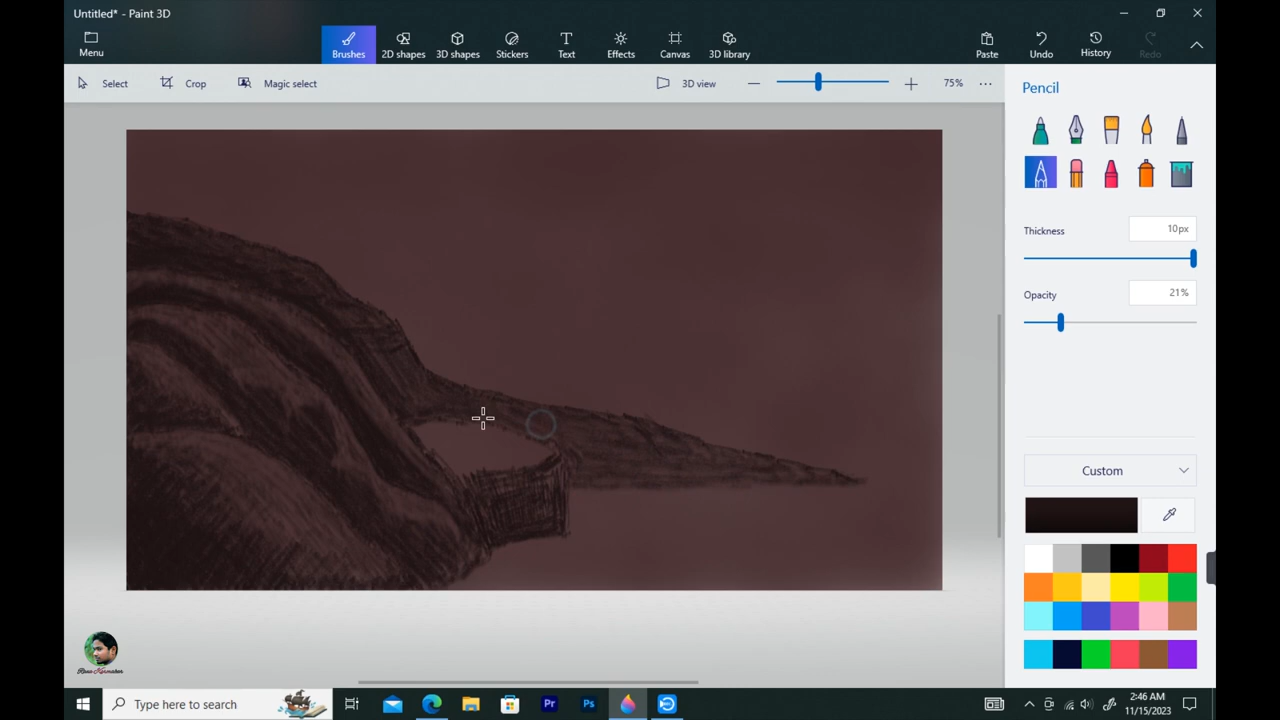 Untitled* - Paint 3D
Menu
Brushes
2D shapes
3D shapes
Stickers
Text
Effects
Canvas
3D library
Paste
Undo
History
Redo
Select
Crop
Magic select
3D view
75%
Pencil
Thickness
10px
Opacity
21%
Custom
Type here to search
Pr
Ps
2:46 AM
11/15/2023